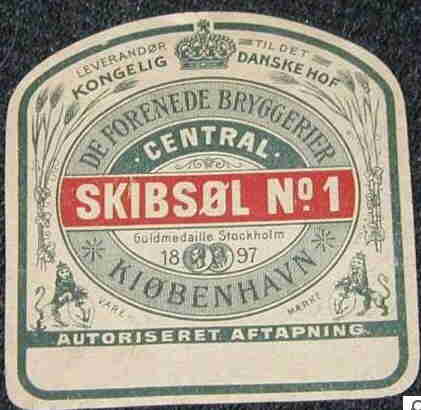 LEVERANDØR TIL DET
KONGELIG DANSKE HOF
DE FORENEDE BRYGGERIER
CENTRAL
SKIBSØL No. 1
Guldmedaille Stockholm
18 97
KIØBENHAVN
VARE MÆRKE
AUTORISERET AFTAPNING